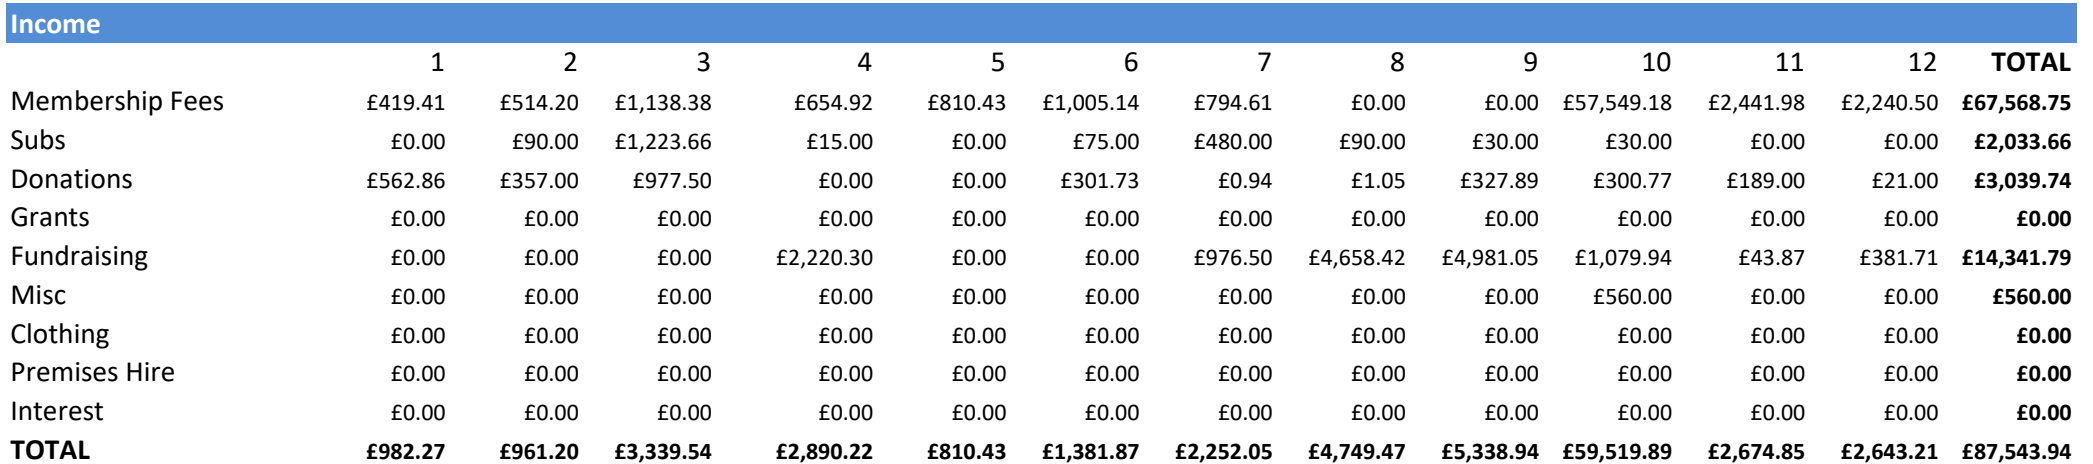 Income
1 2 3 4 5 6 7 8 9 10 11 12 TOTAL
Membership Fees £419.41 £514.20 £1,138.38 £654.92 £810.43 £1,005.14 £794.61 £0.00 £0.00 £57,549.18 £2,441.98 £2,240.50 £67,568.75
Subs £0.00 £90.00 £1,223.66 £15.00 £0.00 £75.00 £480.00 £90.00 £30.00 £30.00 £0.00 £0.00 £2,033.66
Donations £562.86 £357.00 £977.50 £0.00 £0.00 £301.73 £0.94 £1.05 £327.89 £300.77 £189.00 £21.00 £3,039.74
Grants £0.00 £0.00 £0.00 £0.00 £0.00 £0.00 £0.00 £0.00 £0.00 £0.00 £0.00 £0.00 £0.00
Fundraising £0.00 £0.00 £0.00 £2,220.30 £0.00 £0.00 £976.50 £4,658.42 £4,981.05 £1,079.94 £43.87 £381.71 £14,341.79
Misc £0.00 £0.00 £0.00 £0.00 £0.00 £0.00 £0.00 £0.00 £0.00 £560.00 £0.00 £0.00 £560.00
Clothing £0.00 £0.00 £0.00 £0.00 £0.00 £0.00 £0.00 £0.00 £0.00 £0.00 £0.00 £0.00 £0.00
Premises Hire £0.00 £0.00 £0.00 £0.00 £0.00 £0.00 £0.00 £0.00 £0.00 £0.00 £0.00 £0.00 £0.00
Interest £0.00 £0.00 £0.00 £0.00 £0.00 £0.00 £0.00 £0.00 £0.00 £0.00 £0.00 £0.00 £0.00
TOTAL £982.27 £961.20 £3,339.54 £2,890.22 £810.43 £1,381.87 £2,252.05 £4,749.47 £5,338.94 £59,519.89 £2,674.85 £2,643.21 £87,543.94